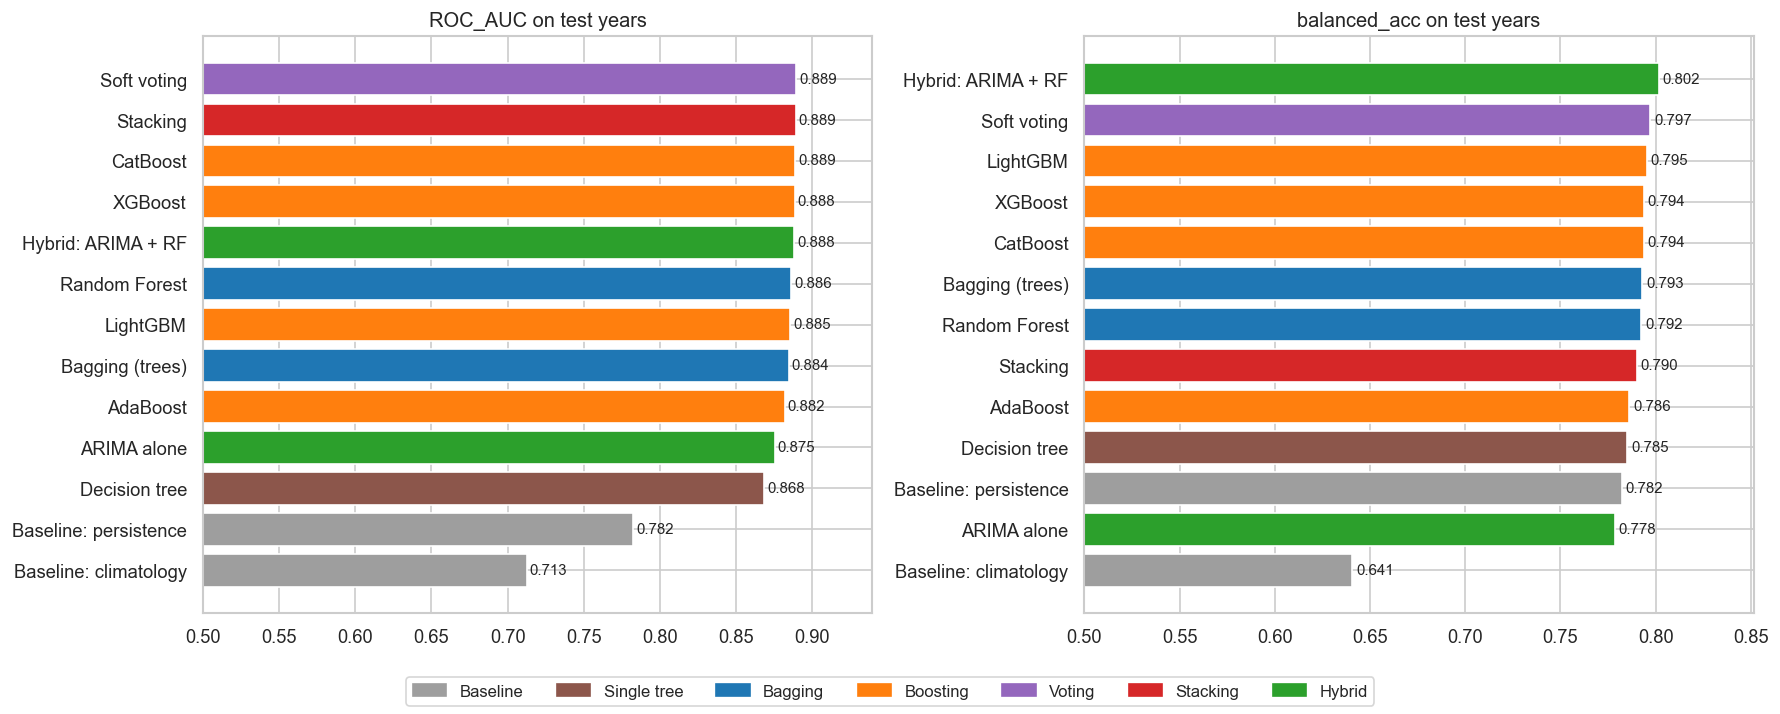 ROC_AUC on test years
Soft voting 0.889
Stacking 0.889
CatBoost 0.889
XGBoost 0.888
Hybrid: ARIMA + RF 0.888
Random Forest 0.886
LightGBM 0.885
Bagging (trees) 0.884
AdaBoost 0.882
ARIMA alone 0.875
Decision tree 0.868
Baseline: persistence 0.782
Baseline: climatology 0.713
0.50 0.55 0.60 0.65 0.70 0.75 0.80 0.85 0.90
balanced_acc on test years
Hybrid: ARIMA + RF 0.802
Soft voting 0.797
LightGBM 0.795
XGBoost 0.794
CatBoost 0.794
Bagging (trees) 0.793
Random Forest 0.792
Stacking 0.790
AdaBoost 0.786
Decision tree 0.785
Baseline: persistence 0.782
ARIMA alone 0.778
Baseline: climatology 0.641
0.50 0.55 0.60 0.65 0.70 0.75 0.80 0.85
Baseline Single tree Bagging Boosting Voting Stacking Hybrid